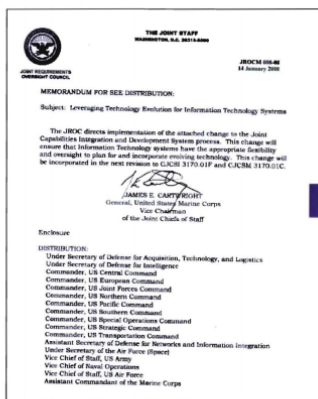 THE JOINT STAFF
WASHINGTON, D.C.
JOINT REQUIREMENTS
OVERSIGHT COUNCIL
JROCM
14 January 2008
MEMORANDUM FOR SEE DISTRIBUTION:
Subject: Leveraging Technology Evolution for Information Technology Systems
The JROC directs implementation of the attached change to the Joint
Capabilities Integration and Development System process. This change will
ensure that Information Technology systems have the appropriate flexibility
and oversight to plan for and incorporate evolving technology. This change will
be incorporated in the next revision to CJCSI 3170.01F and CJCSM 3170.01C.
JAMES E. CARTWRIGHT
General, United States Marine Corps
Vice Chairman
of the Joint Chiefs of Staff
Enclosure
DISTRIBUTION:
Under Secretary of Defense for Acquisition, Technology, and Logistics
Under Secretary of Defense for Intelligence
Commander, US Central Command
Commander, US European Command
Commander, US Joint Forces Command
Commander, US Northern Command
Commander, US Pacific Command
Commander, US Southern Command
Commander, US Special Operations Command
Commander, US Strategic Command
Commander, US Transportation Command
Assistant Secretary of Defense for Networks and Information Integration
Under Secretary of the Air Force (Space)
Vice Chief of Staff, US Army
Vice Chief of Naval Operations
Vice Chief of Staff, US Air Force
Assistant Commandant of the Marine Corps